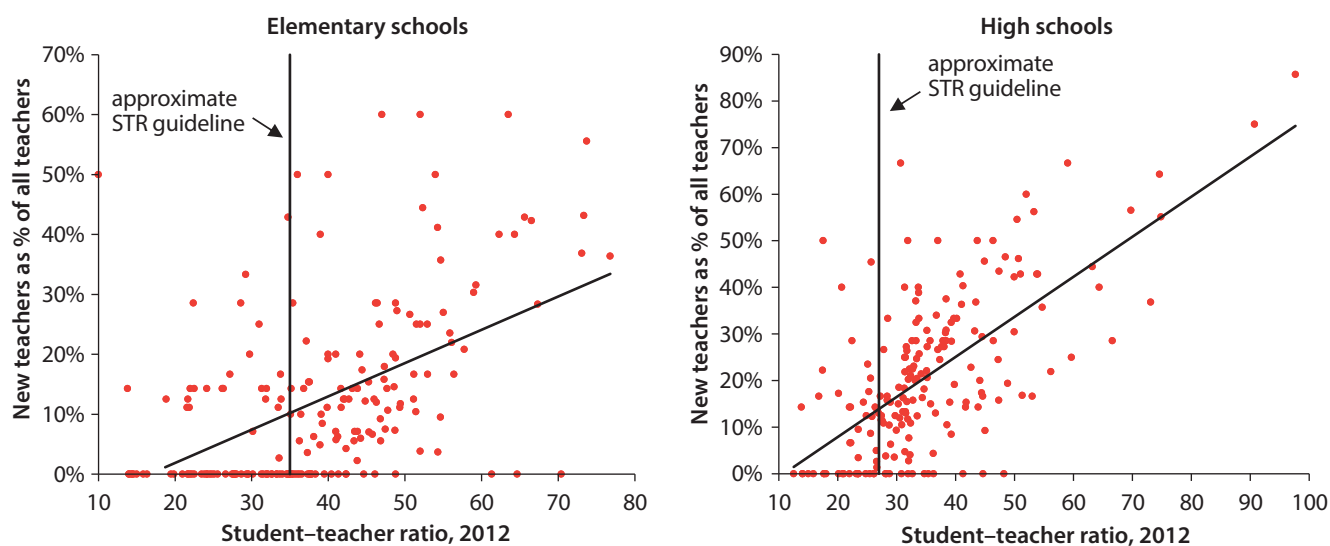 Elementary schools
New teachers as % of all teachers
70%
60%
50%
40%
30%
20%
10%
0%
approximate
STR guideline
10 20 30 40 50 60 70 80
Student–teacher ratio, 2012
High schools
New teachers as % of all teachers
90%
80%
70%
60%
50%
40%
30%
20%
10%
0%
approximate
STR guideline
10 20 30 40 50 60 70 80 90 100
Student–teacher ratio, 2012